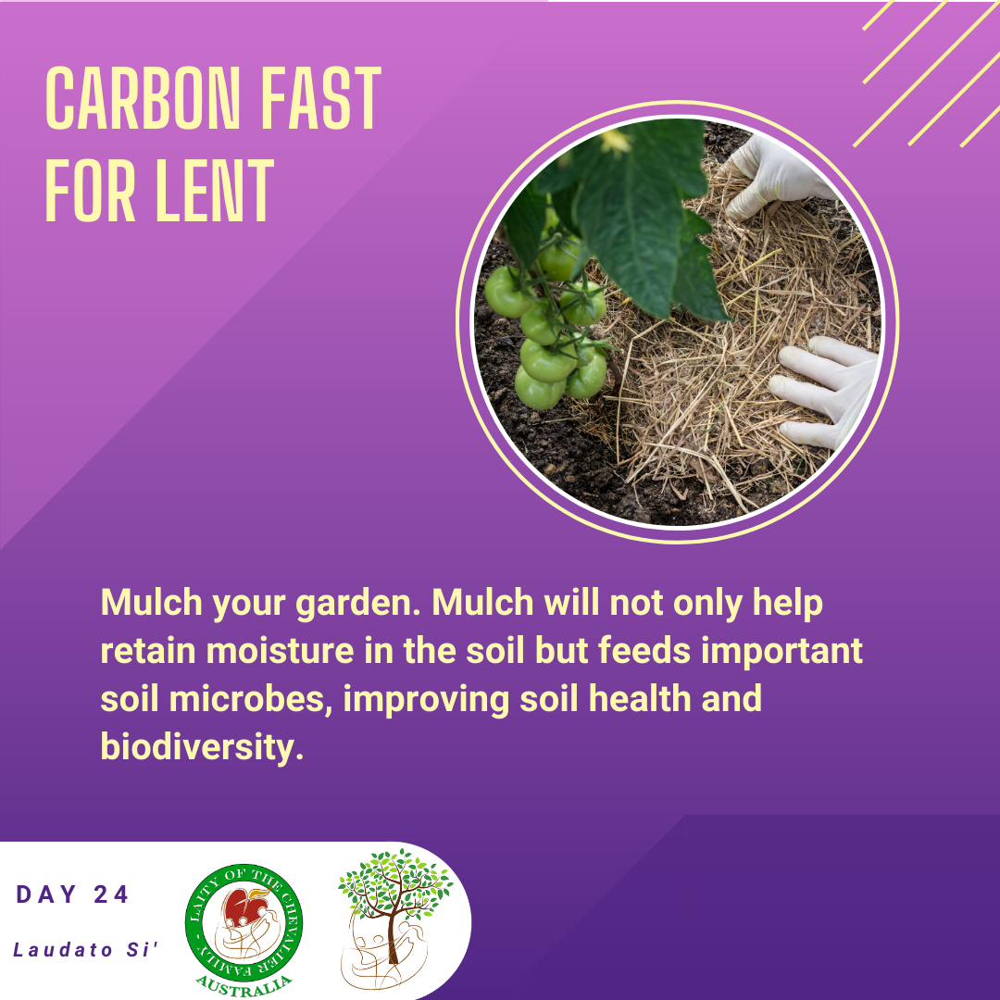 CARBON FAST
FOR LENT
Mulch your garden. Mulch will not only help
retain moisture in the soil but feeds important
soil microbes, improving soil health and
biodiversity.
DAY 24
Laudato Si'
LAITY OF THE CHEVALIER FAMILY -
AUSTRALIA